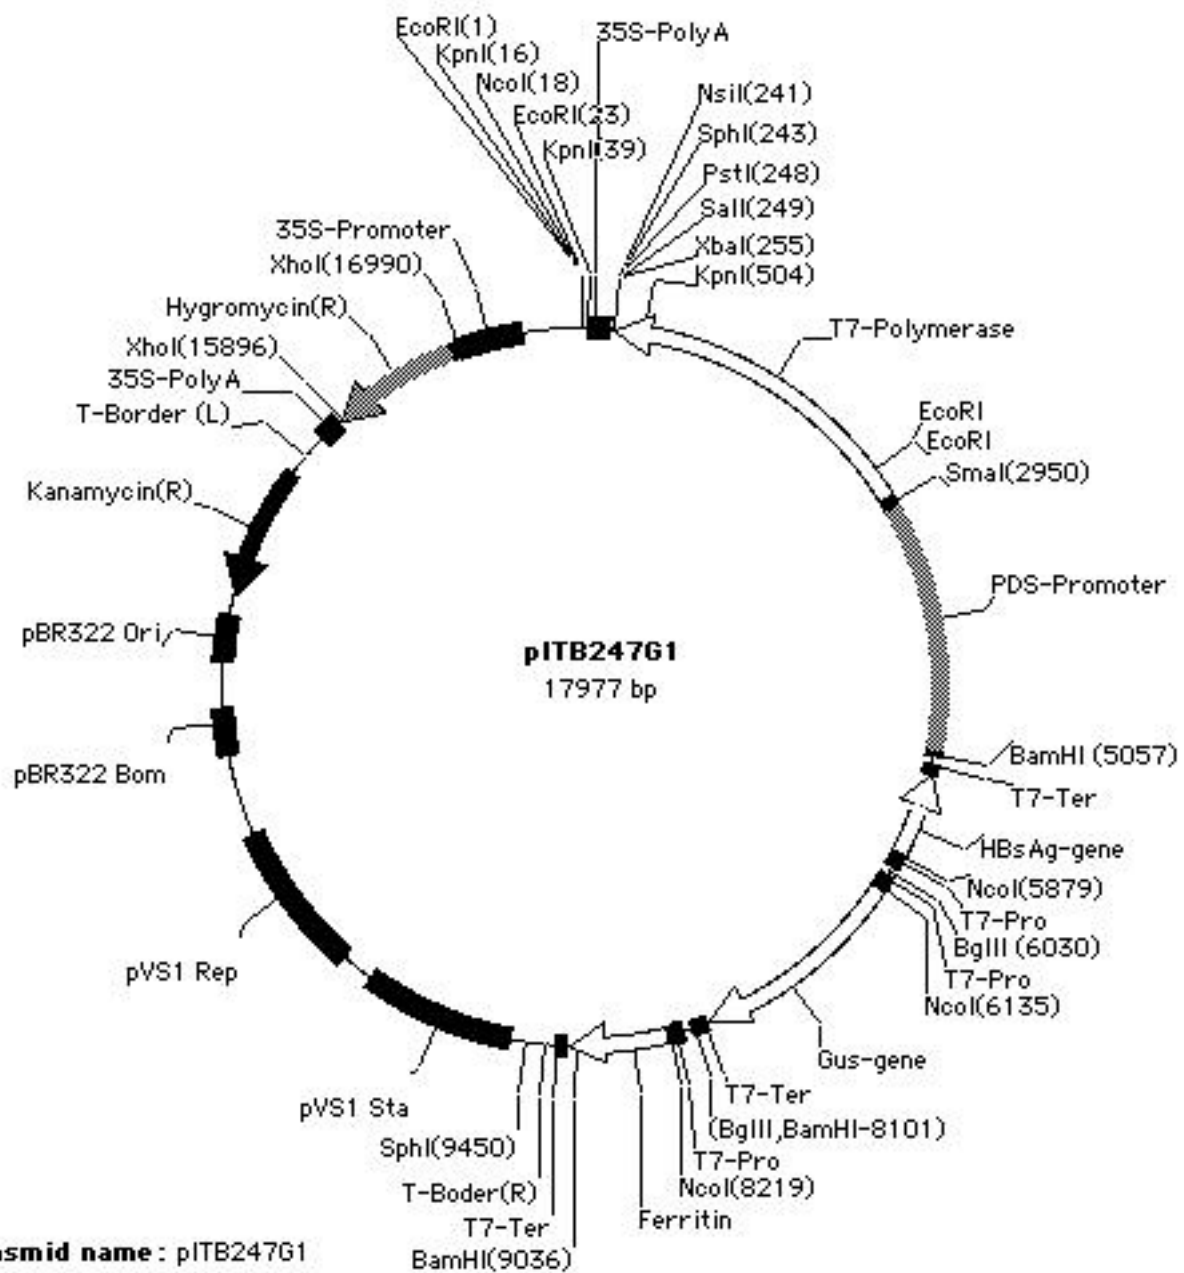 EcoRI(1)
35S-PolyA
KpnI(16)
NcoI(18)
NsiI(241)
EcoRI(23)
SphI(243)
KpnI(39)
PstI(248)
SalI(249)
35S-Promoter
XbaI(255)
XhoI(16990)
KpnI(504)
Hygromycin(R)
T7-Polymerase
XhoI(15896)
35S-PolyA
T-Border (L)
EcoRI
EcoRI
SmaI(2950)
Kanamycin(R)
PDS-Promoter
pBR322 Ori
pITB247G1
17977 bp
BamHI (5057)
pBR322 Bom
T7-Ter
HBsAg-gene
NcoI(5879)
T7-Pro
BglII (6030)
pVS1 Rep
T7-Pro
NcoI(6135)
Gus-gene
T7-Ter
pVS1 Sta
(BglII,BamHI-8101)
SphI(9450)
T7-Pro
T-Boder(R)
NcoI(8219)
T7-Ter
Ferritin
BamHI(9036)
asmid name: pITB247G1